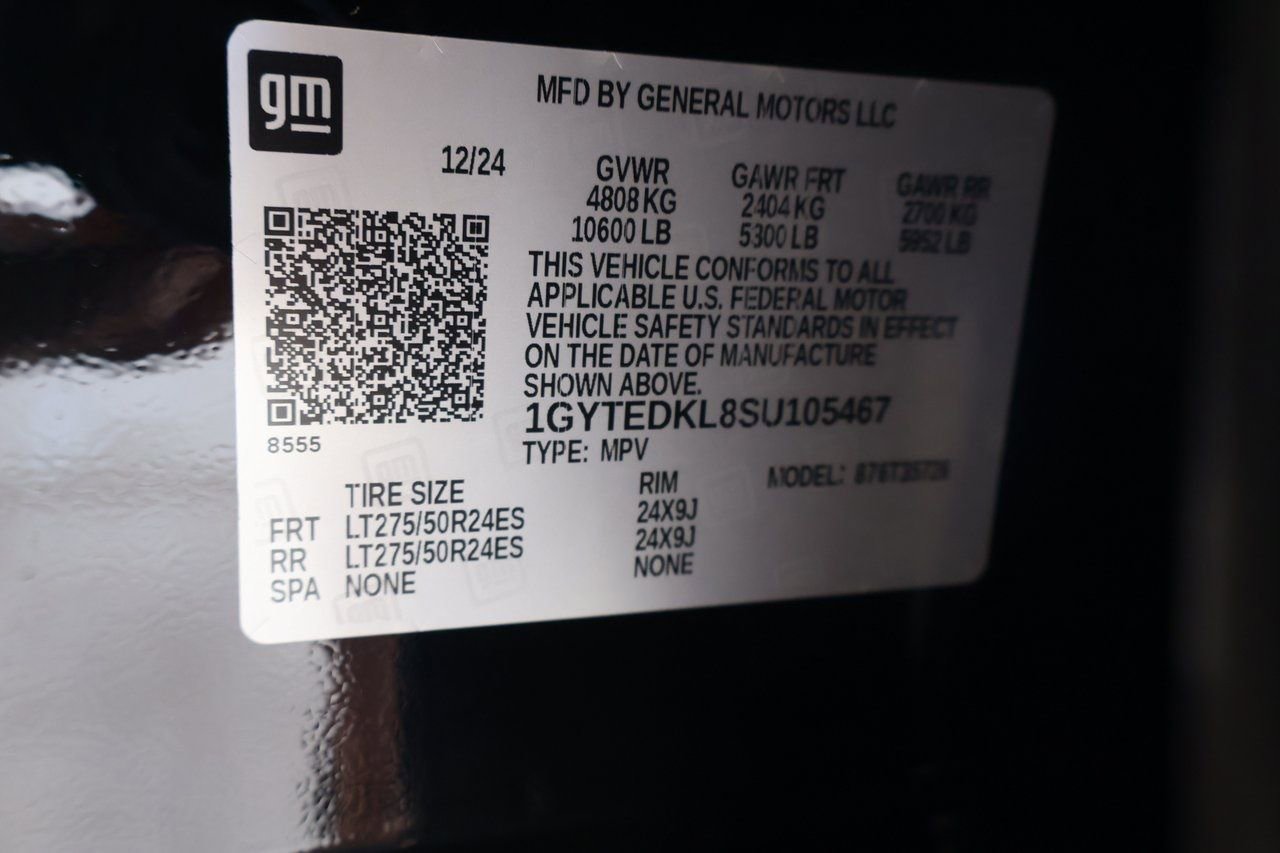 gm
MFD BY GENERAL MOTORS LLC
12/24 GVWR GAWR FRT GAWR RR
4808 KG 2404 KG 2700 KG
10600 LB 5300 LB 5952 LB
THIS VEHICLE CONFORMS TO ALL
APPLICABLE U.S. FEDERAL MOTOR
VEHICLE SAFETY STANDARDS IN EFFECT
ON THE DATE OF MANUFACTURE
SHOWN ABOVE.
1GYTEDKL8SU105467
8555
TYPE: MPV
MODEL:
TIRE SIZE RIM
FRT LT275/50R24ES 24X9J
RR LT275/50R24ES 24X9J
SPA NONE NONE